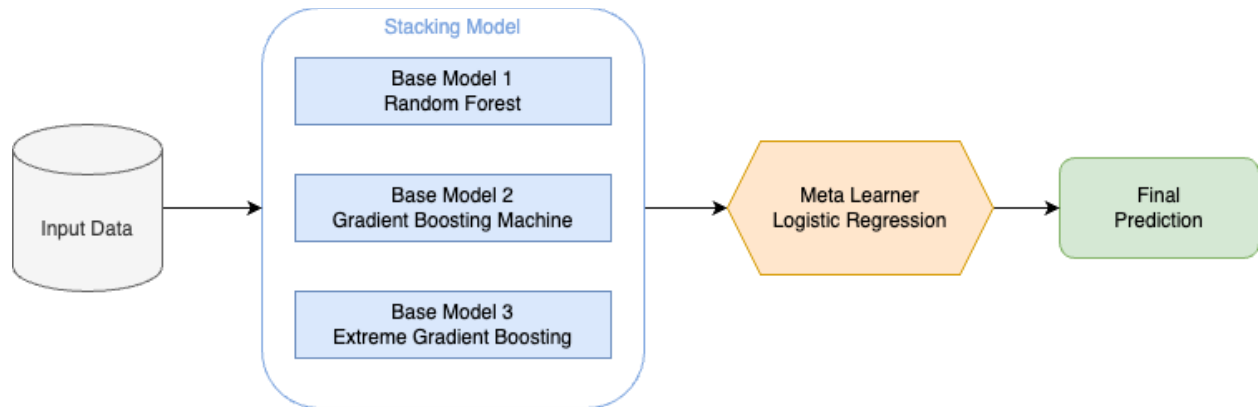 Stacking Model
Base Model 1
Random Forest
Input Data
Base Model 2
Gradient Boosting Machine
Base Model 3
Extreme Gradient Boosting
Meta Learner
Logistic Regression
Final
Prediction